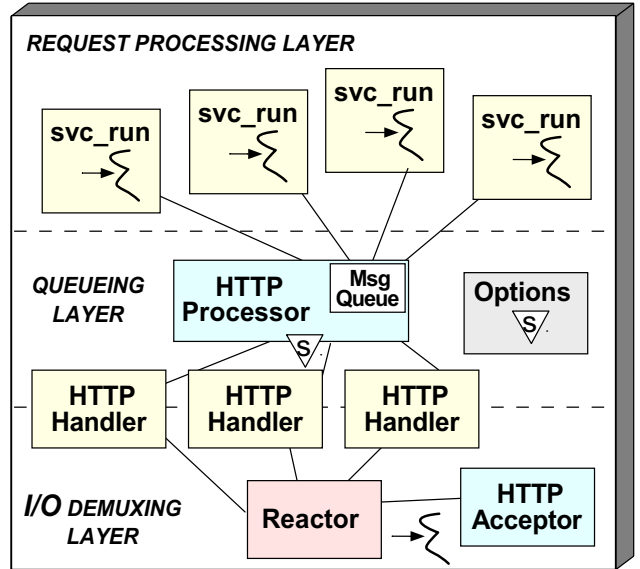 REQUEST PROCESSING LAYER
svc_run
svc_run
svc_run
svc_run
QUEUEING
LAYER
HTTP
Processor
Msg
Queue
S
Options
S
HTTP
Handler
HTTP
Handler
HTTP
Handler
I/O DEMUXING
LAYER
Reactor
HTTP
Acceptor